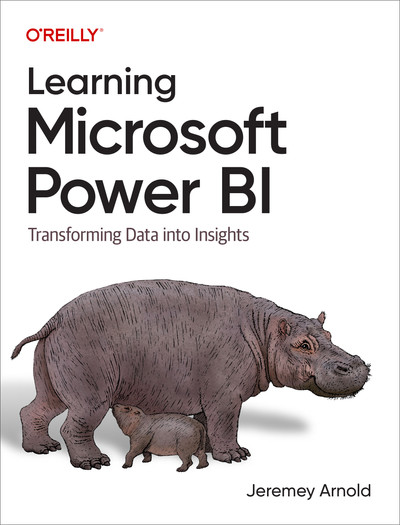 O'REILLY®
Learning
Microsoft
Power BI
Transforming Data into Insights
Jeremey Arnold